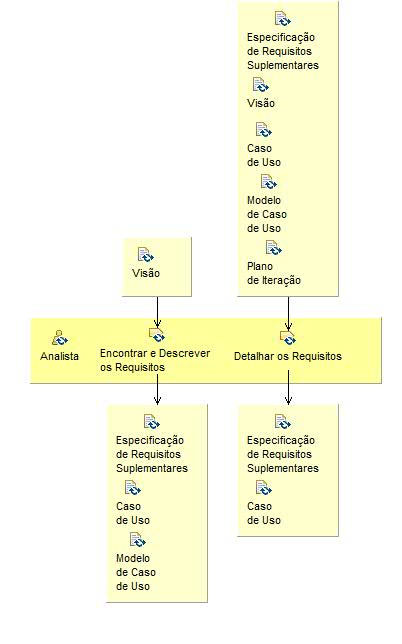 Especificação
de Requisitos
Suplementares
Visão
Caso
de Uso
Modelo
de Caso
de Uso
Plano
de Iteração
Visão
Analista
Encontrar e Descrever
os Requisitos
Detalhar os Requisitos
Especificação
de Requisitos
Suplementares
Caso
de Uso
Modelo
de Caso
de Uso
Especificação
de Requisitos
Suplementares
Caso
de Uso